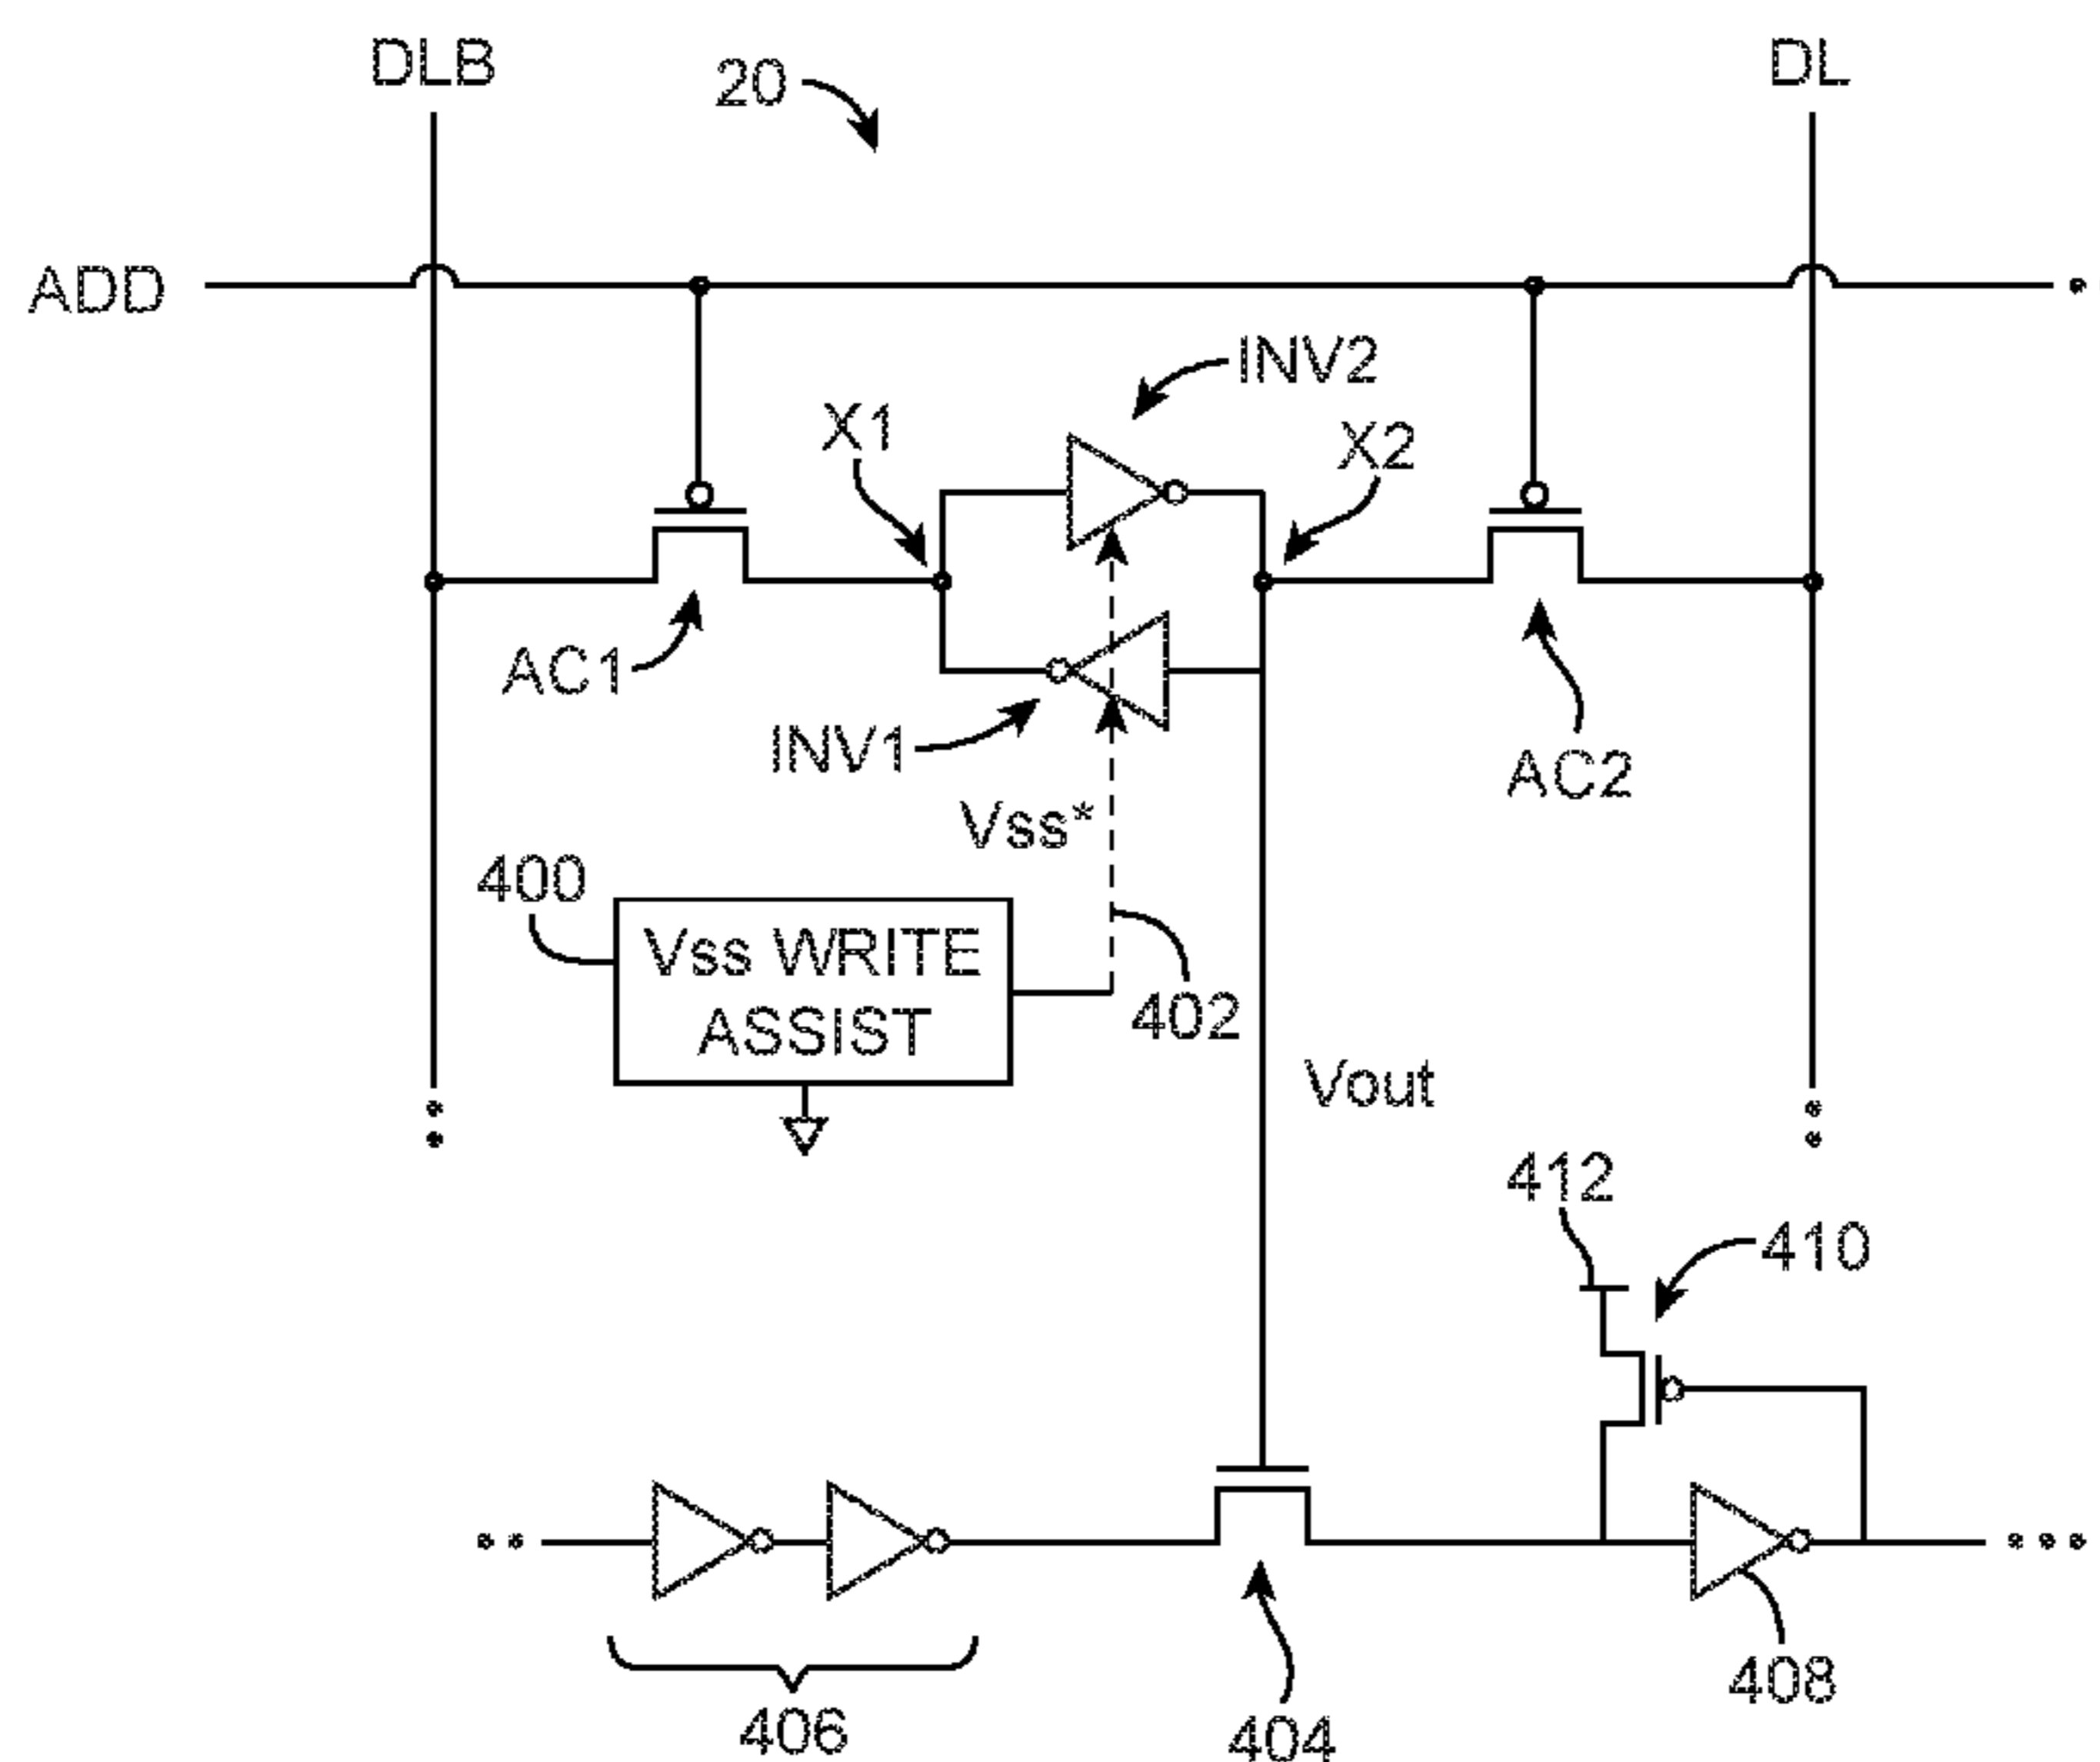 DLB
20
DL
ADD
INV2
X1
X2
AC1
INV1
AC2
Vss*
400
Vss WRITE
ASSIST
402
Vout
412
410
408
406
404